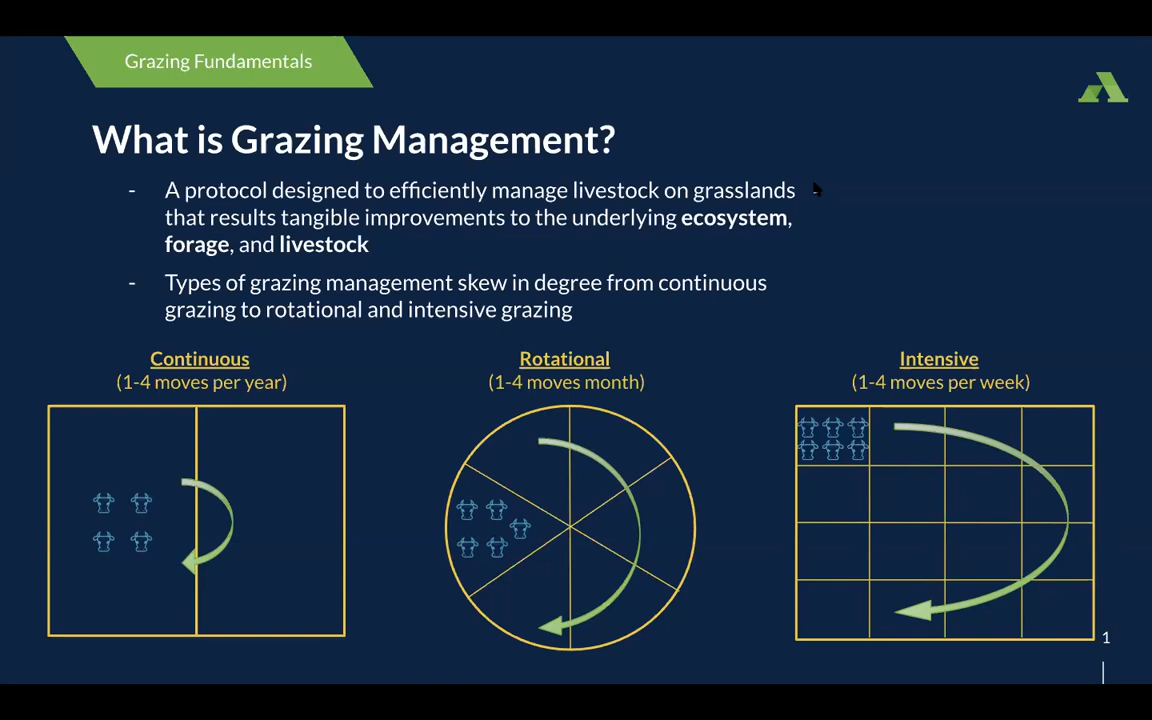 Grazing Fundamentals
What is Grazing Management?
- A protocol designed to efficiently manage livestock on grasslands
that results tangible improvements to the underlying ecosystem,
forage, and livestock
- Types of grazing management skew in degree from continuous
grazing to rotational and intensive grazing
Continuous
(1-4 moves per year)
Rotational
(1-4 moves month)
Intensive
(1-4 moves per week)
1